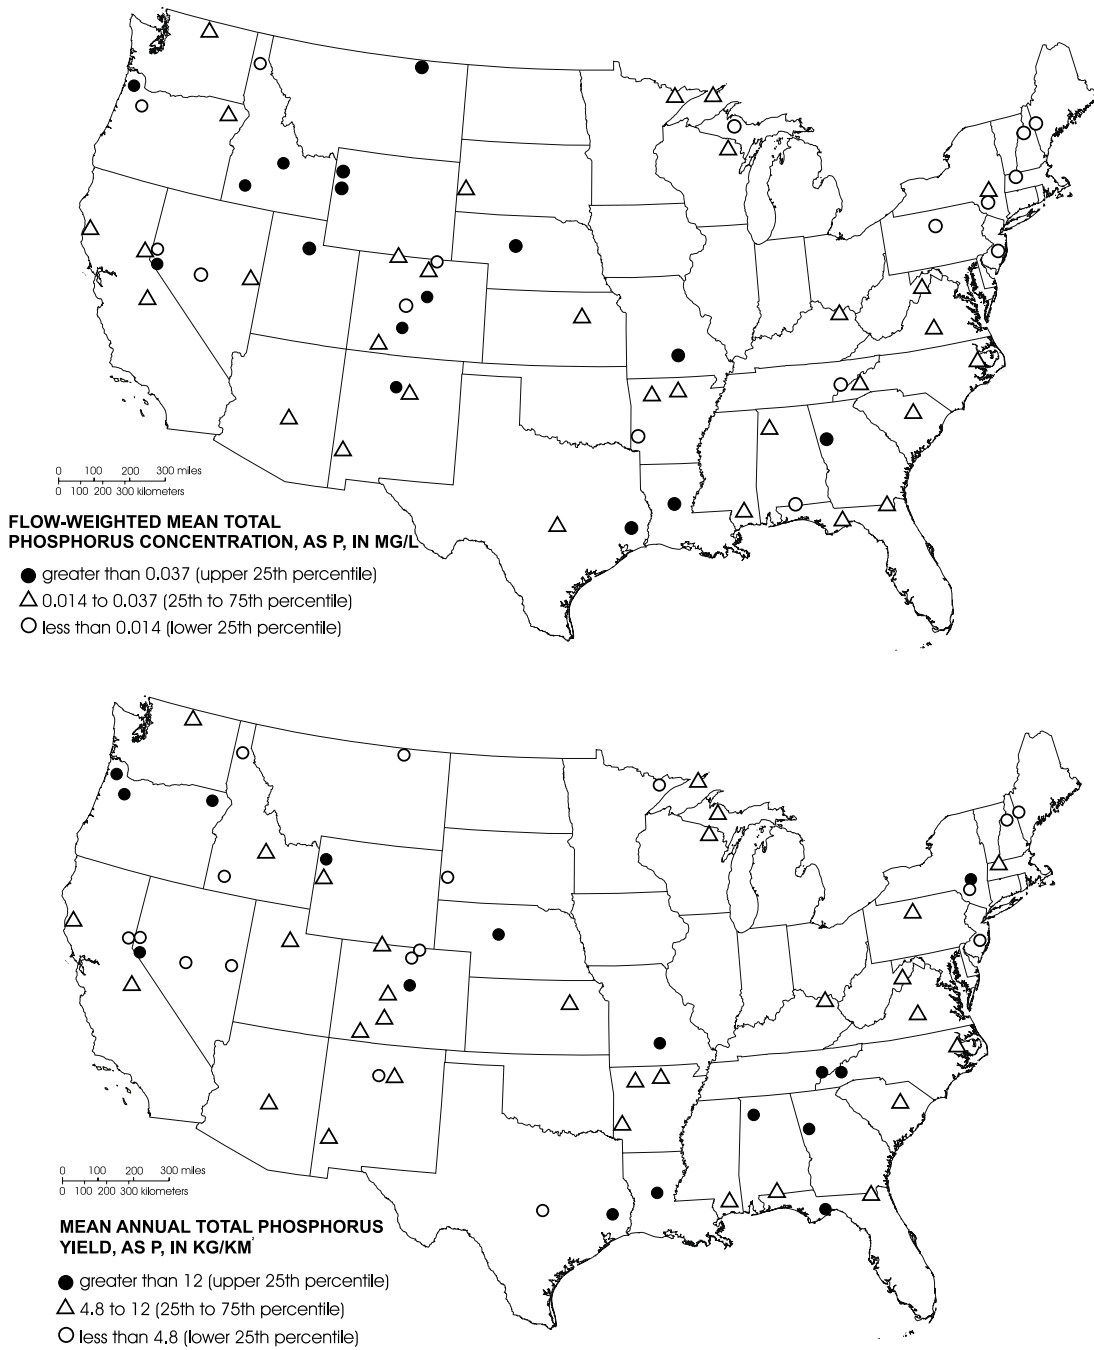 0 100 200 300 miles
0 100 200 300 kilometers
FLOW-WEIGHTED MEAN TOTAL
PHOSPHORUS CONCENTRATION, AS P, IN MG/L
greater than 0.037 (upper 25th percentile)
0.014 to 0.037 (25th to 75th percentile)
less than 0.014 (lower 25th percentile)
0 100 200 300 miles
0 100 200 300 kilometers
MEAN ANNUAL TOTAL PHOSPHORUS
YIELD, AS P, IN KG/KM²
greater than 12 (upper 25th percentile)
4.8 to 12 (25th to 75th percentile)
less than 4.8 (lower 25th percentile)